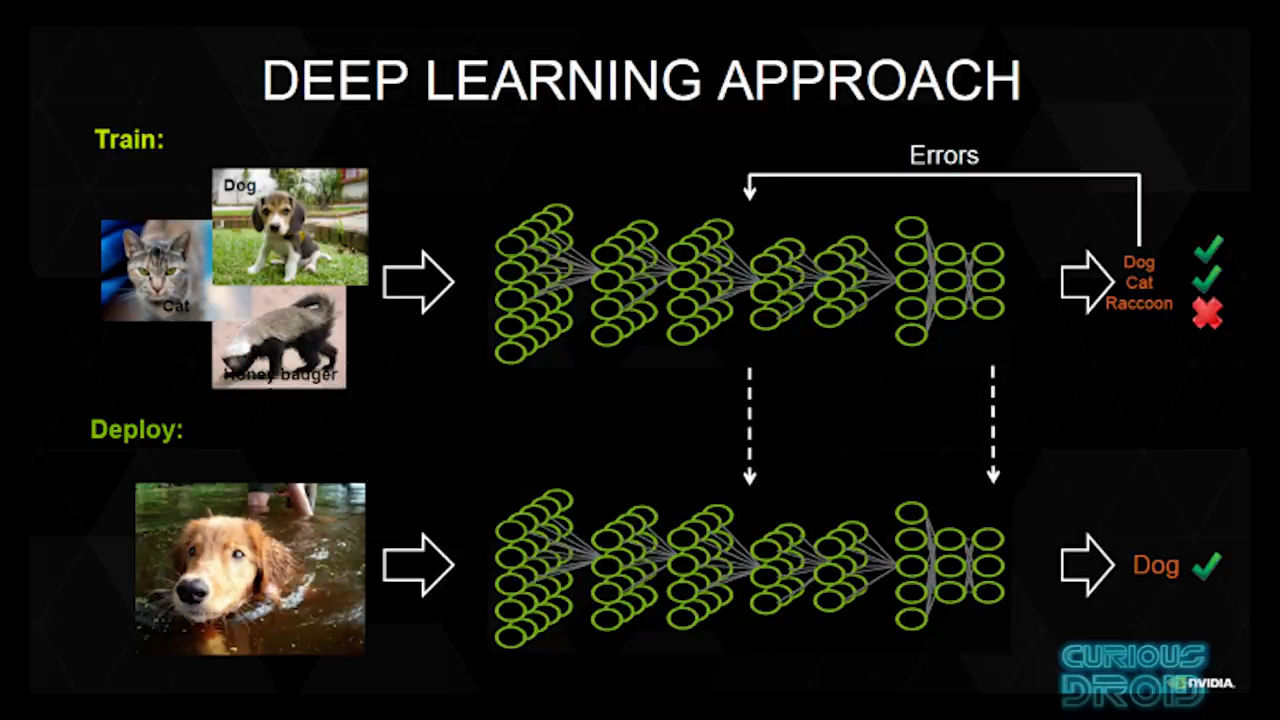 DEEP LEARNING APPROACH
Train:
Errors
Dog
Cat
Honey badger
Dog
Cat
Raccoon
Deploy:
Dog
CURIOUS
DROID
NVIDIA.